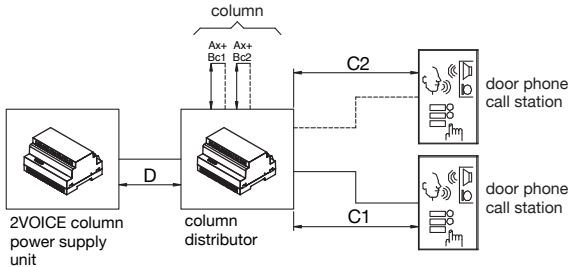 column
Ax+ Ax+
Bc1 Bc2
C2
door phone
call station
D
2VOICE column
power supply
unit
column
distributor
C1
door phone
call station